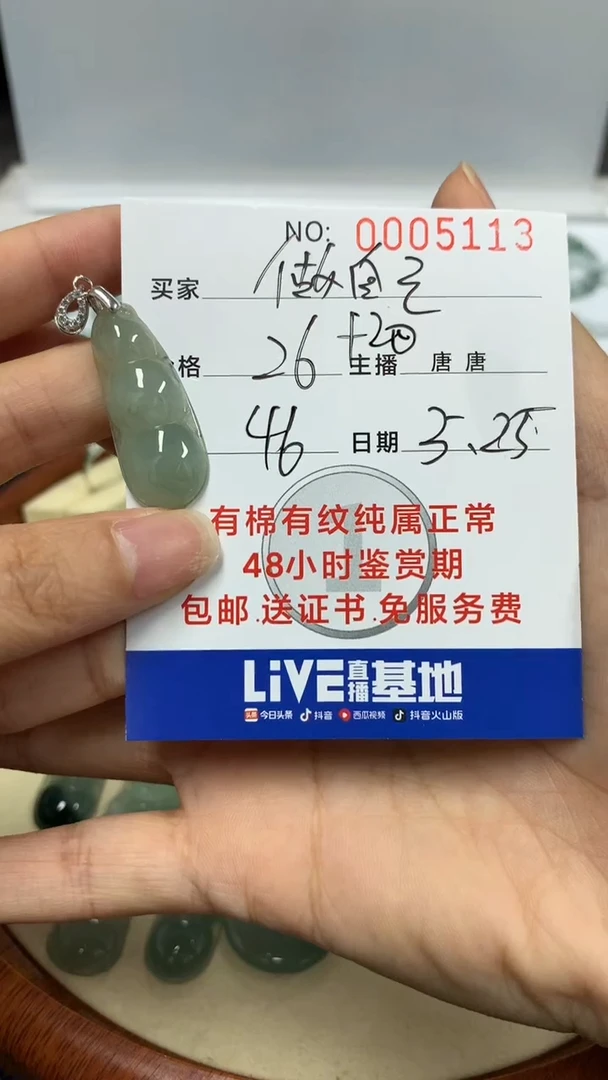 NO: 0005113
买家 做自己
格 26+20 主播 唐唐
46 日期 5.25
有棉有纹纯属正常
48小时鉴赏期
包邮.送证书.免服务费
LiVE直播基地
头条 今日头条 抖音 西瓜视频 抖音火山版